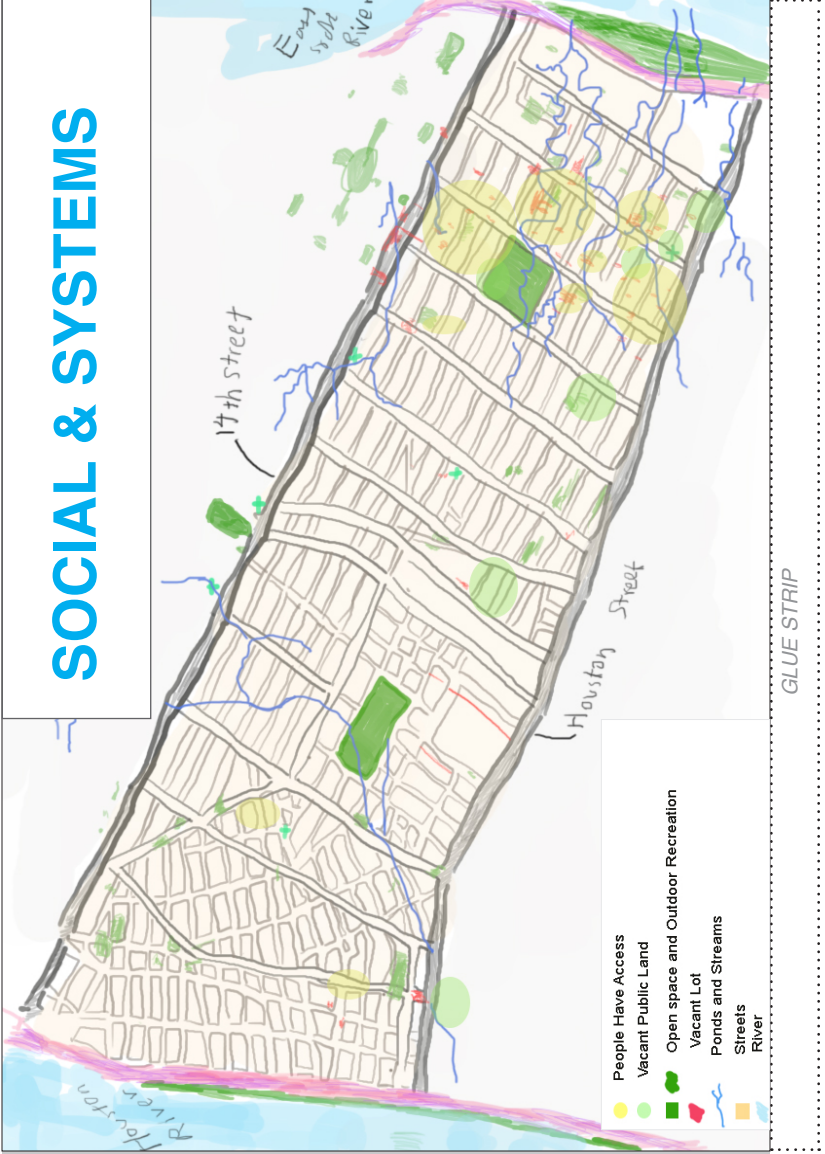 SOCIAL & SYSTEMS
East
side
River
14th street
Houston Street
Houston
River
People Have Access
Vacant Public Land
Open space and Outdoor Recreation
Vacant Lot
Ponds and Streams
Streets
River
GLUE STRIP